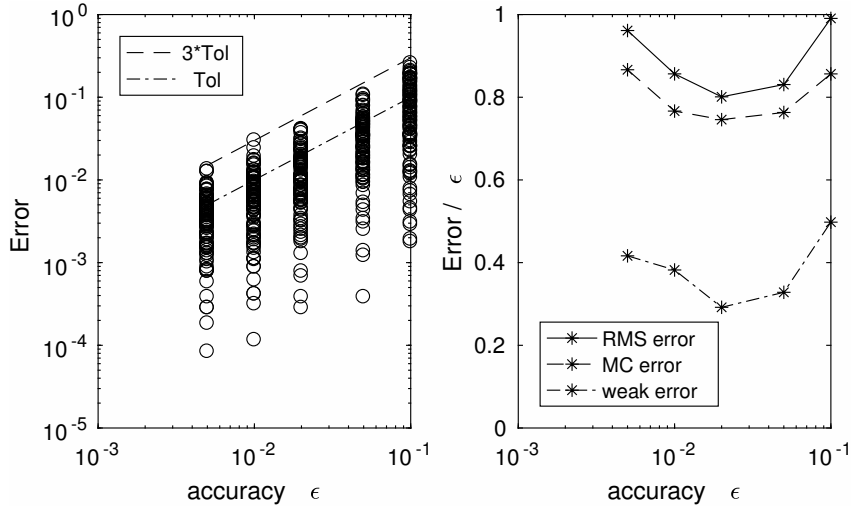 10^0
10^-1
10^-2
10^-3
10^-4
10^-5
Error
3*Tol
Tol
10^-3
10^-2
10^-1
accuracy ϵ
1
0.8
0.6
0.4
0.2
0
Error / ϵ
RMS error
MC error
weak error
10^-3
10^-2
10^-1
accuracy ϵ